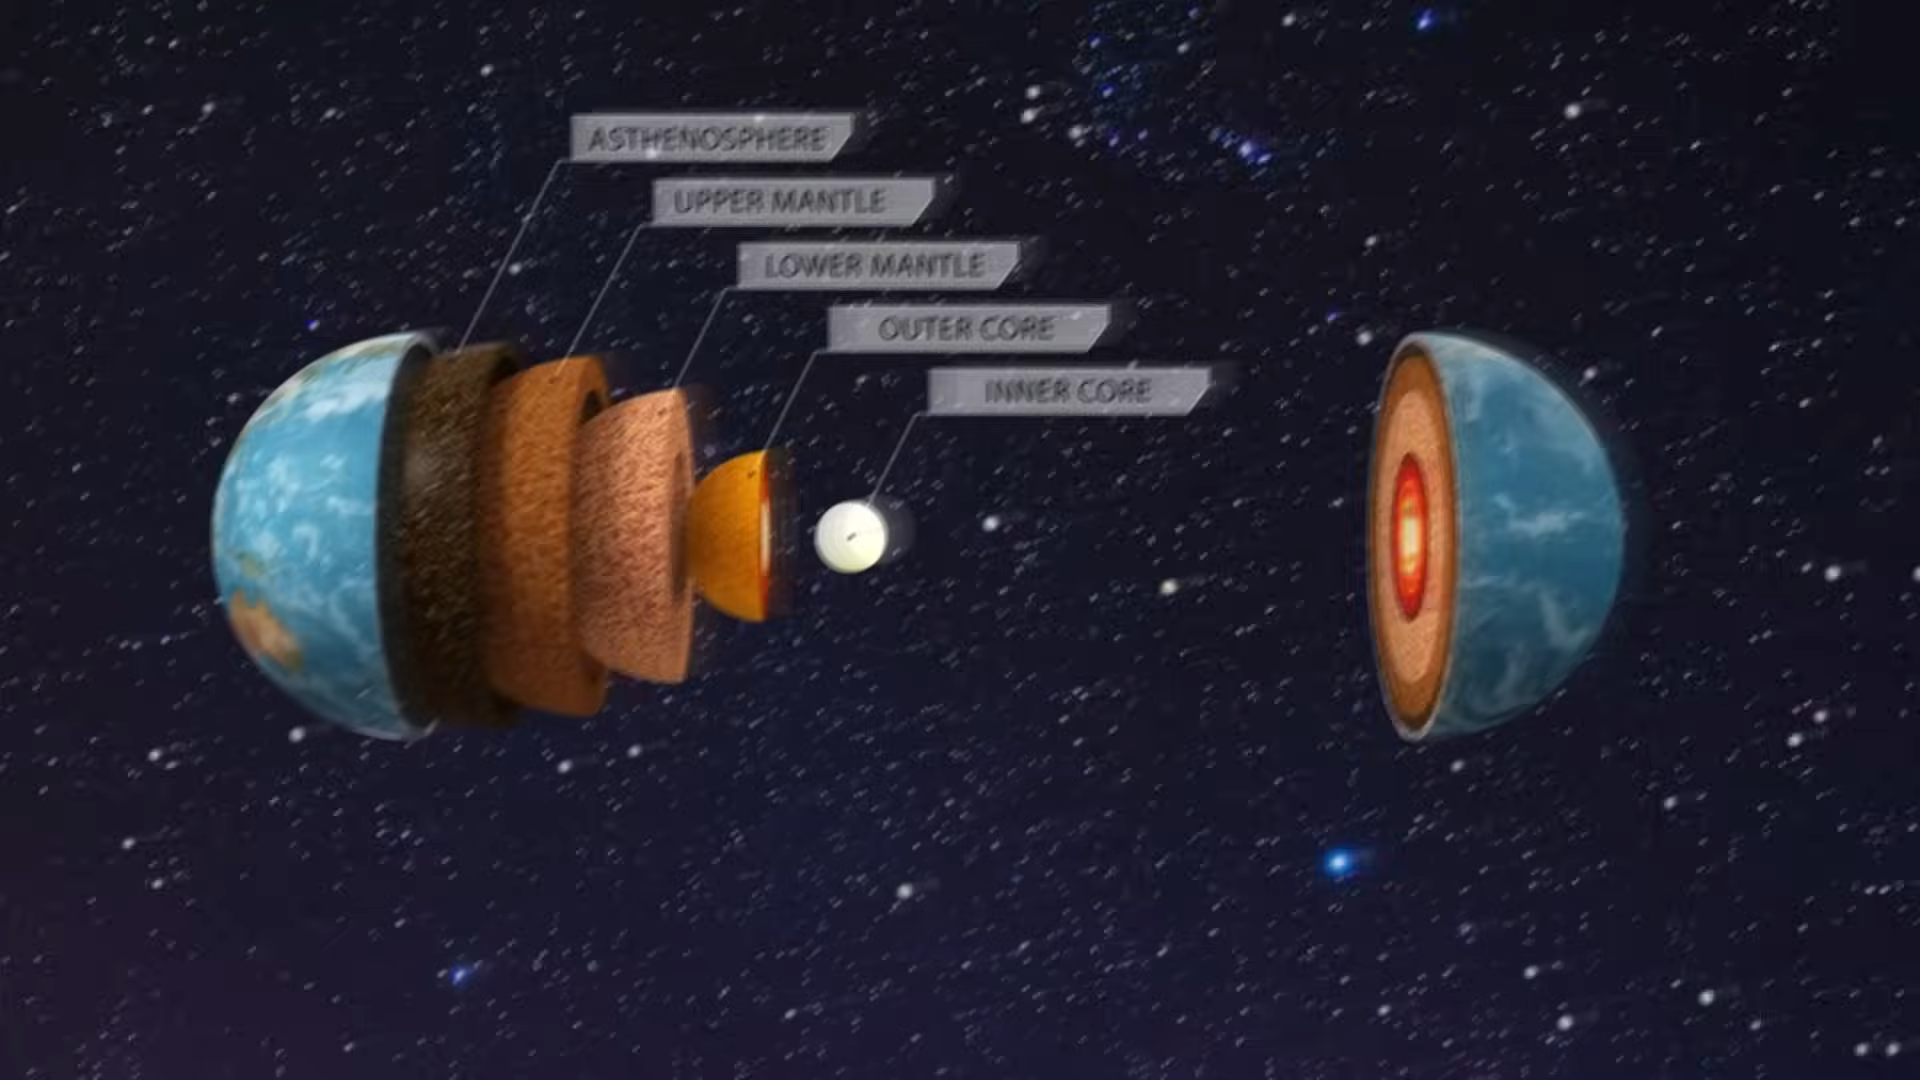 ASTHENOSPHERE
UPPER MANTLE
LOWER MANTLE
OUTER CORE
INNER CORE